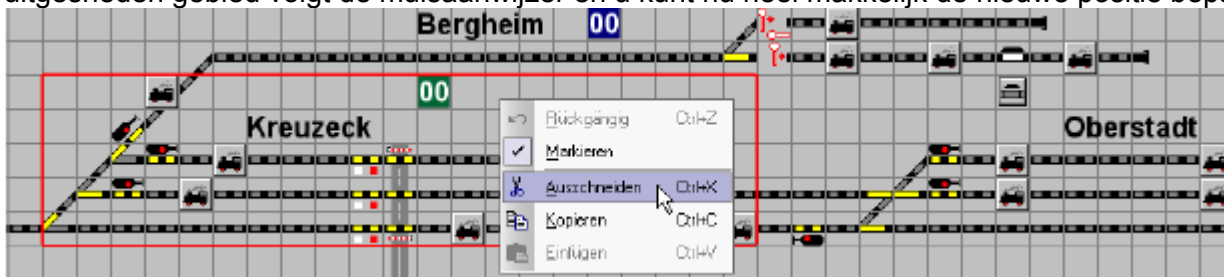 uitgesneden gebied volgt de muisaanwijzer en u kunt nu heel makkelijk de nieuwe positie
Bergheim 00
00
Kreuzeck
Oberstadt
Rückgängig Ctrl+Z
Markieren
Ausschneiden Ctrl+X
Kopieren Ctrl+C
Einfügen Ctrl+V